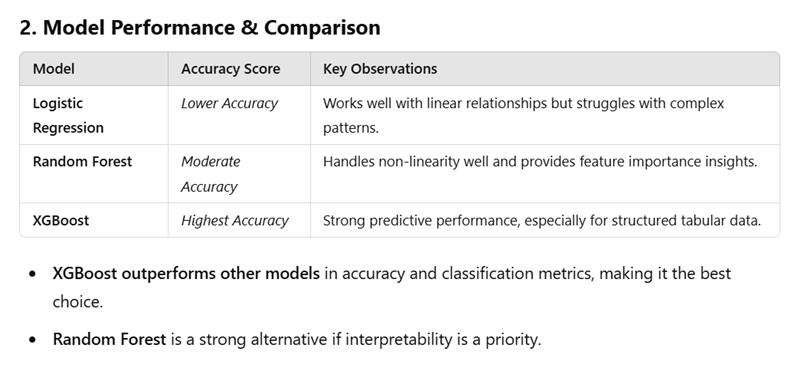 2. Model Performance & Comparison
Model Accuracy Score Key Observations
Logistic Regression Lower Accuracy Works well with linear relationships but struggles with complex patterns.
Random Forest Moderate Accuracy Handles non-linearity well and provides feature importance insights.
XGBoost Highest Accuracy Strong predictive performance, especially for structured tabular data.
• XGBoost outperforms other models in accuracy and classification metrics, making it the best
choice.
• Random Forest is a strong alternative if interpretability is a priority.